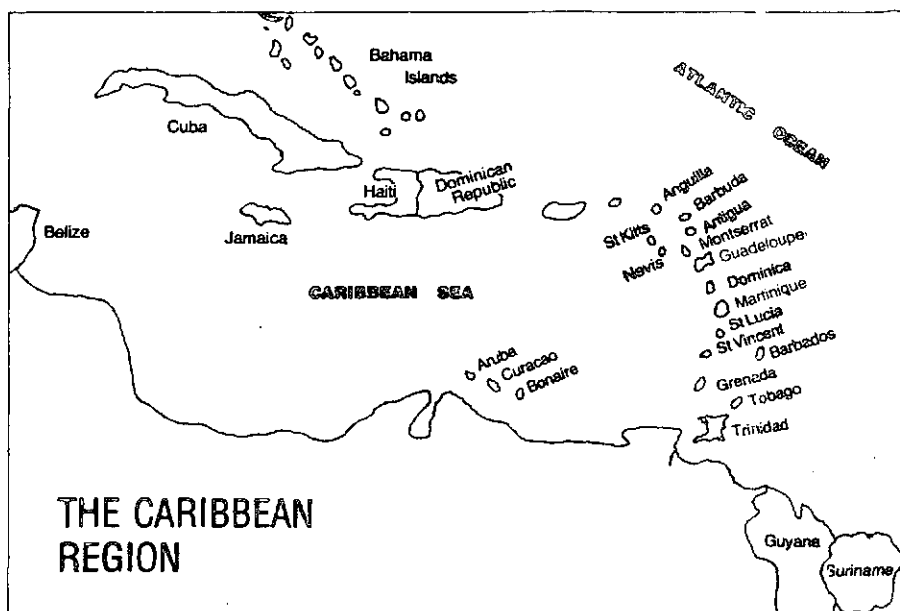 Bahama
Islands
ATLANTIC OCEAN
Cuba
Haiti
Dominican
Republic
Anguilla
Barbuda
Antigua
Montserrat
Guadeloupe.
St Kitts
Nevis
Belize
Jamaica
CARIBBEAN SEA
Dominica
Martinique
St Lucia
St Vincent
Barbados
Aruba
Curacao
Bonaire
Grenada
Tobago
Trinidad
THE CARIBBEAN
REGION
Guyana
Suriname